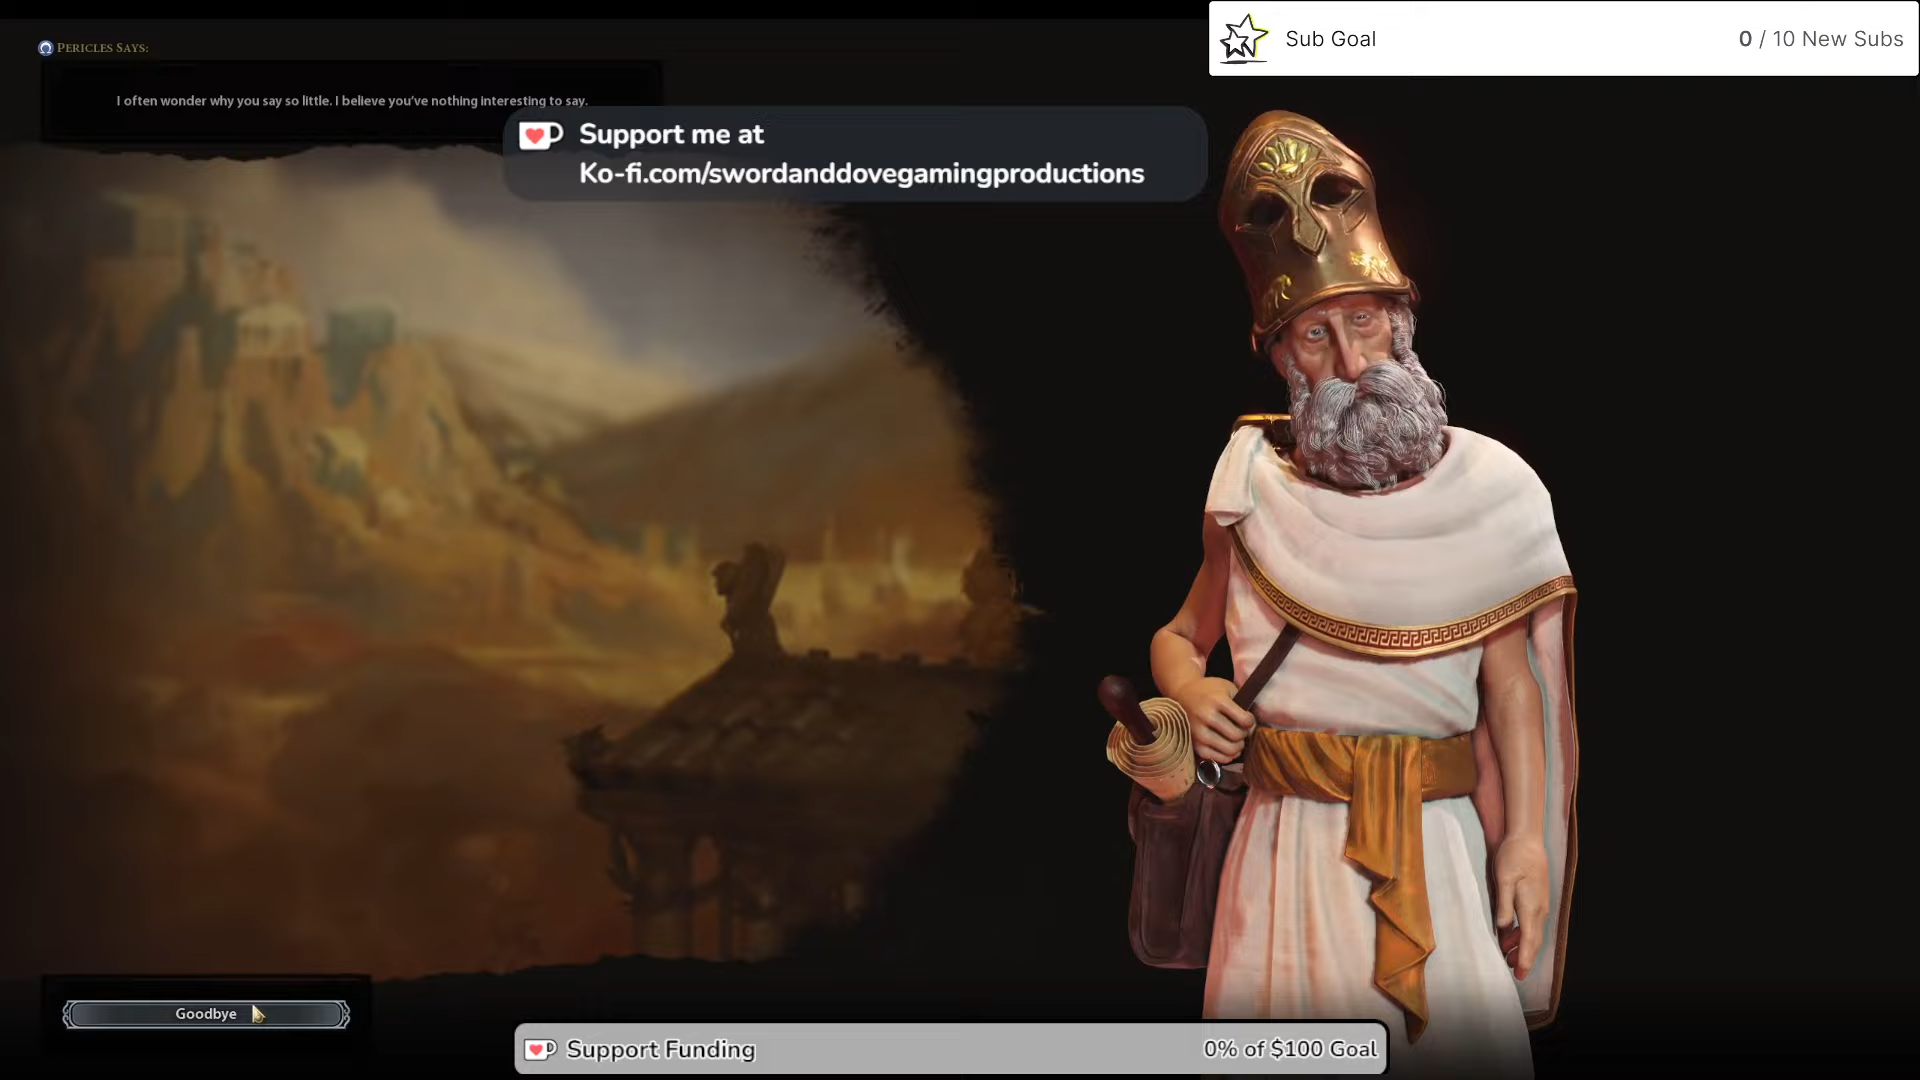 PERICLES SAYS:
I often wonder why you say so little. I believe you've nothing interesting to say.
Sub Goal
0 / 10 New Subs
Support me at
Ko-fi.com/swordanddovegamingproductions
Goodbye
Support Funding
0% of $100 Goal